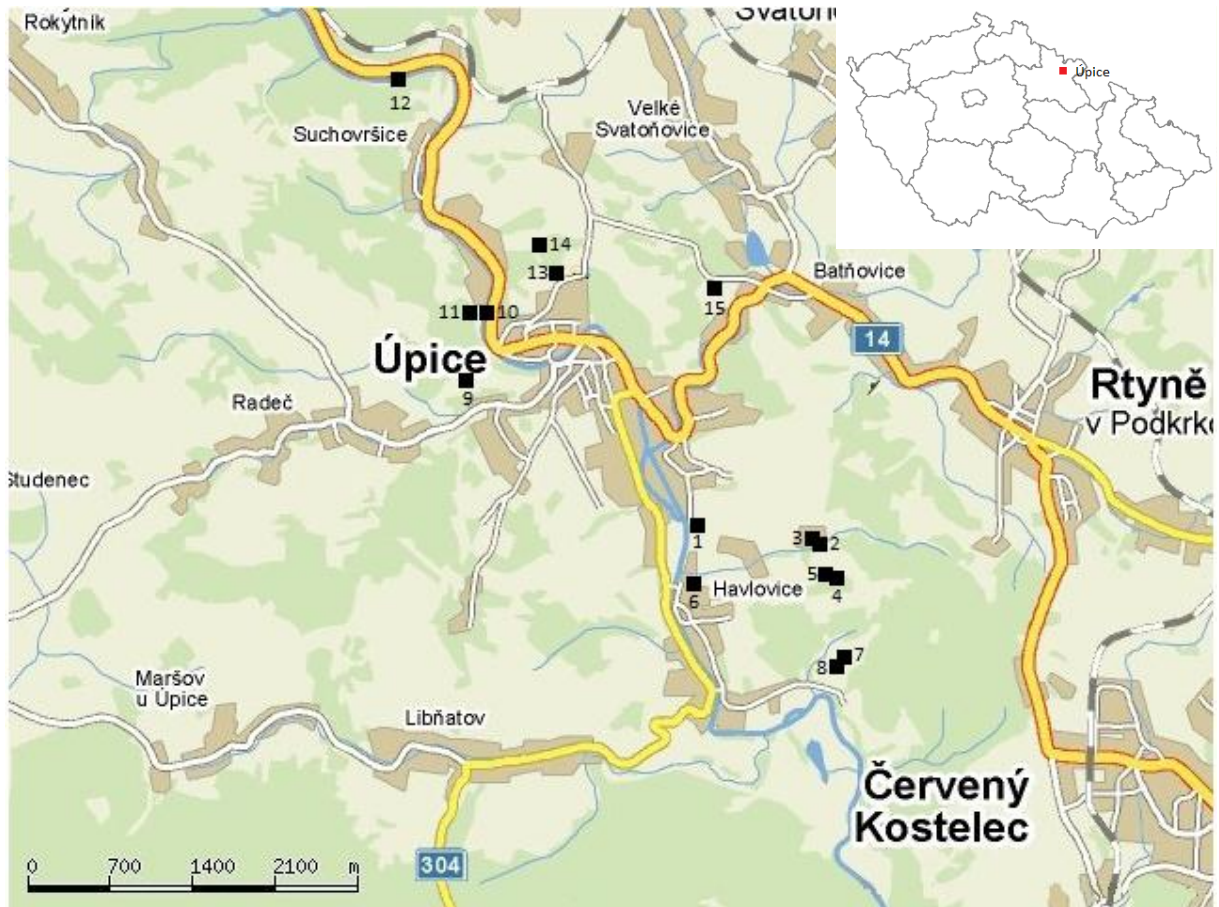 Rokytník
Svatoň
Úpice
12
Velké
Svatoňovice
Suchovršice
14
13
Batňovice
15
11
10
14
Úpice
Rtyně
v Podkrko
9
Radeč
Studenec
3
2
1
5
4
6
Havlovice
7
8
Maršov
u Úpice
Libňatov
Červený
Kostelec
0 700 1400 2100 m
304